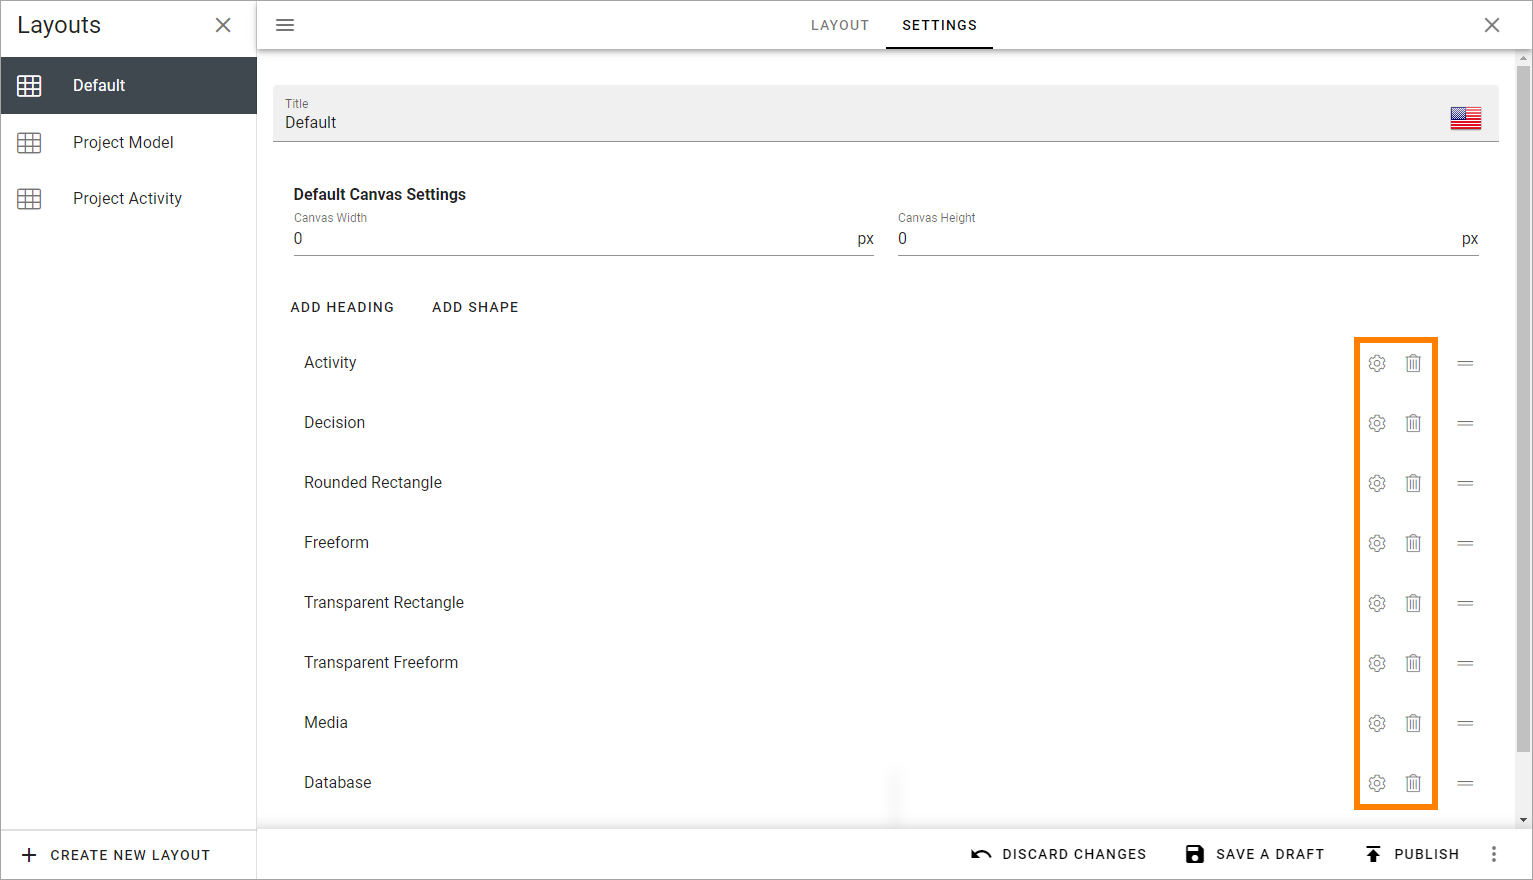 Layouts
Default
Project Model
Project Activity
CREATE NEW LAYOUT
LAYOUT SETTINGS
Title
Default
Default Canvas Settings
Canvas Width Canvas Height
0 px 0 px
ADD HEADING ADD SHAPE
Activity
Decision
Rounded Rectangle
Freeform
Transparent Rectangle
Transparent Freeform
Media
Database
DISCARD CHANGES SAVE A DRAFT PUBLISH